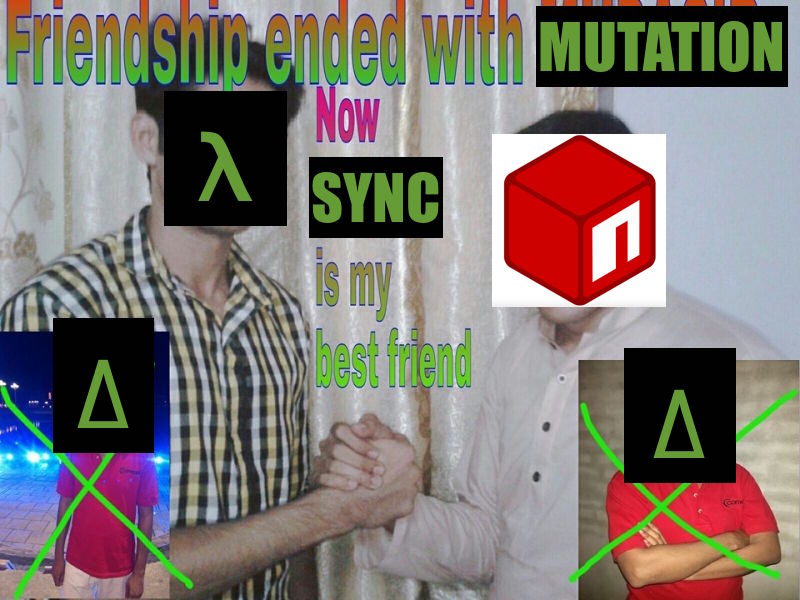 Friendship ended with MUTATION
Now
λ
SYNC
n
is my
best friend
Δ
Δ